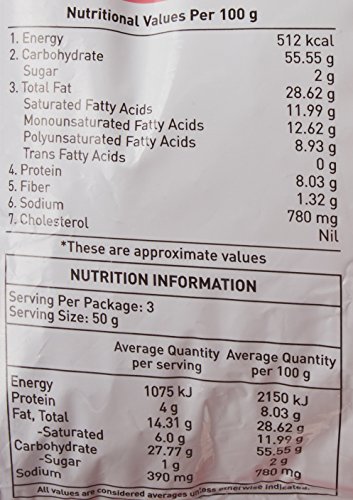 Nutritional Values Per 100 g
1. Energy 512 kcal
2. Carbohydrate 55.55 g
Sugar 2 g
3. Total Fat 28.62 g
Saturated Fatty Acids 11.99 g
Monounsaturated Fatty Acids 12.62 g
Polyunsaturated Fatty Acids 8.93 g
Trans Fatty Acids 0 g
4. Protein 8.03 g
5. Fiber 1.32 g
6. Sodium 780 mg
7. Cholesterol Nil
*These are approximate values
NUTRITION INFORMATION
Serving Per Package: 3
Serving Size: 50 g
Average Quantity Average Quantity
per serving per 100 g
Energy 1075 kJ 2150 kJ
Protein 4 g 8.03 g
Fat, Total 14.31 g 28.62 g
-Saturated 6.0 g 11.99 g
Carbohydrate 27.77 g 55.55 g
-Sugar 1 g 2 g
Sodium 390 mg 780 mg
All values are considered averages unless otherwise indicated.